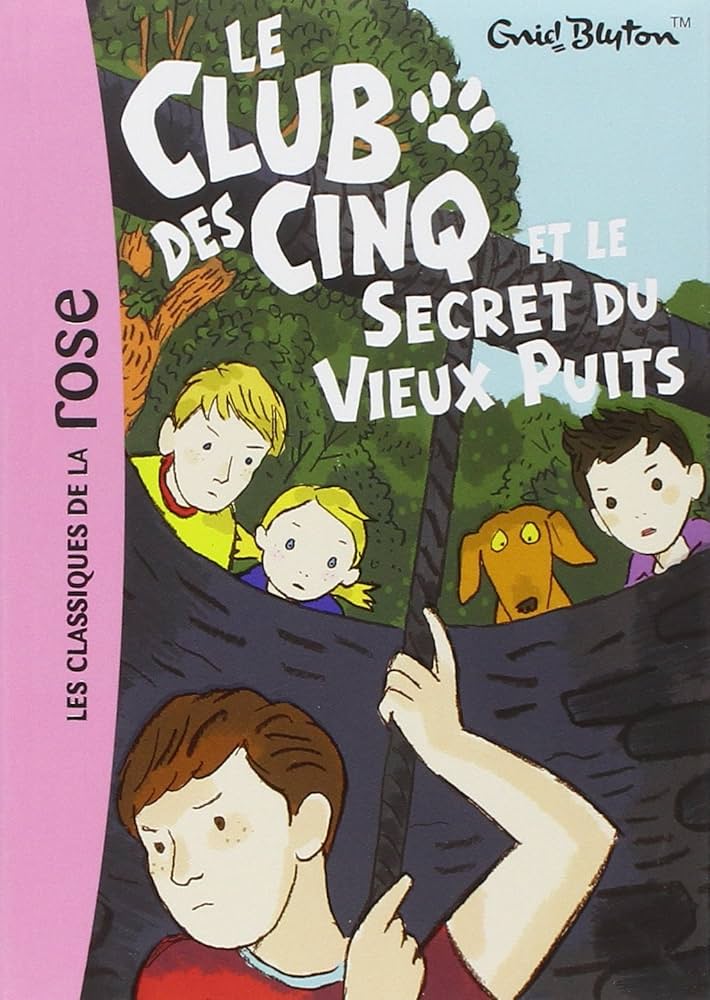 Enid Blyton™
LE
CLUB
DES CINQ
ET LE
SECRET DU
VIEUX PUITS
LES CLASSIQUES DE LA rose